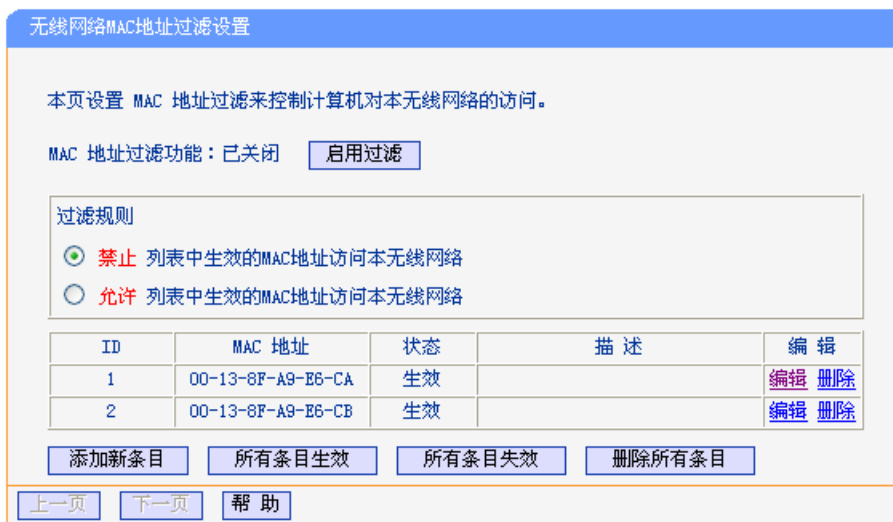 无线网络MAC地址过滤设置
本页设置 MAC 地址过滤来控制计算机对本无线网络的访问。
MAC 地址过滤功能：已关闭 启用过滤
过滤规则
禁止 列表中生效的MAC地址访问本无线网络
允许 列表中生效的MAC地址访问本无线网络
ID MAC 地址 状态 描 述 编 辑
1 00-13-8F-A9-E6-CA 生效 编辑 删除
2 00-13-8F-A9-E6-CB 生效 编辑 删除
添加新条目 所有条目生效 所有条目失效 删除所有条目
上一页 下一页 帮 助